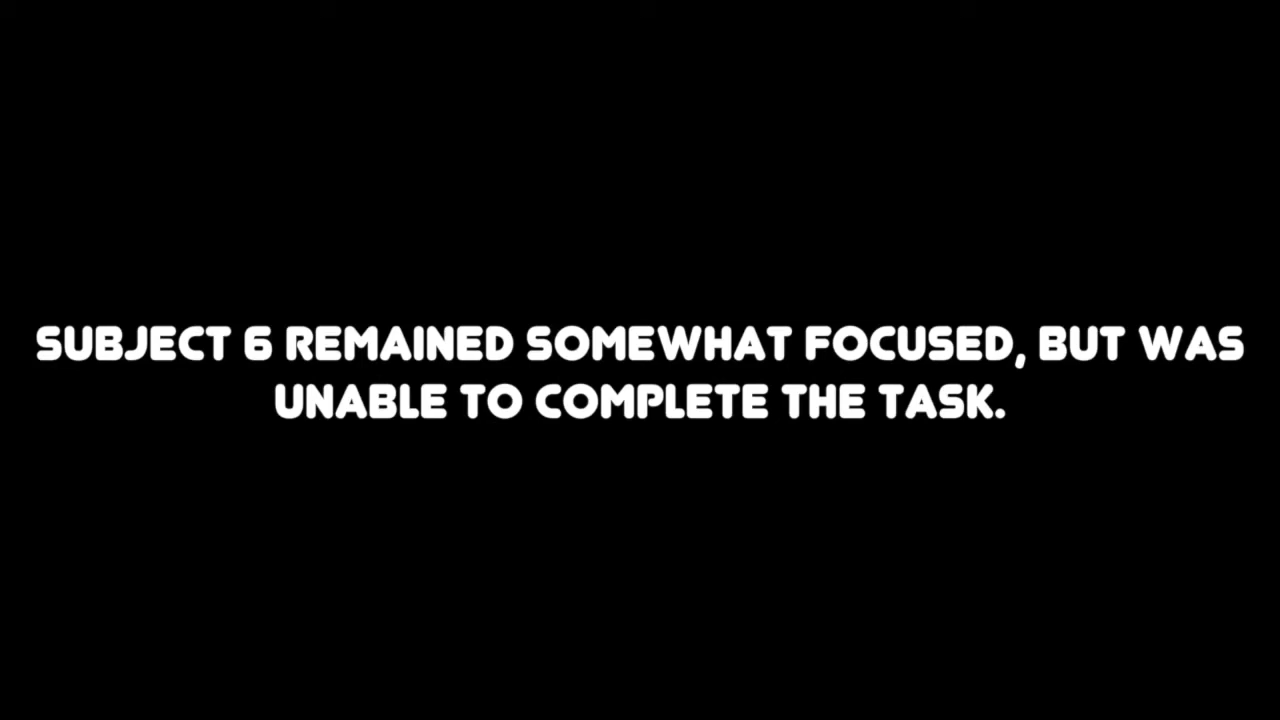 SUBJECT 6 REMAINED SOMEWHAT FOCUSED, BUT WAS
UNABLE TO COMPLETE THE TASK.